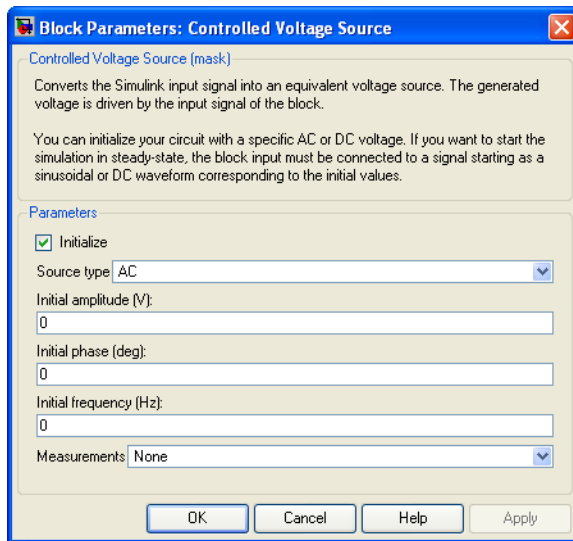 Block Parameters: Controlled Voltage Source
Controlled Voltage Source (mask)
Converts the Simulink input signal into an equivalent voltage source. The generated
voltage is driven by the input signal of the block.
You can initialize your circuit with a specific AC or DC voltage. If you want to start the
simulation in steady-state, the block input must be connected to a signal starting as a
sinusoidal or DC waveform corresponding to the initial values.
Parameters
Initialize
Source type AC
Initial amplitude (V):
0
Initial phase (deg):
0
Initial frequency (Hz):
0
Measurements None
OK Cancel Help Apply